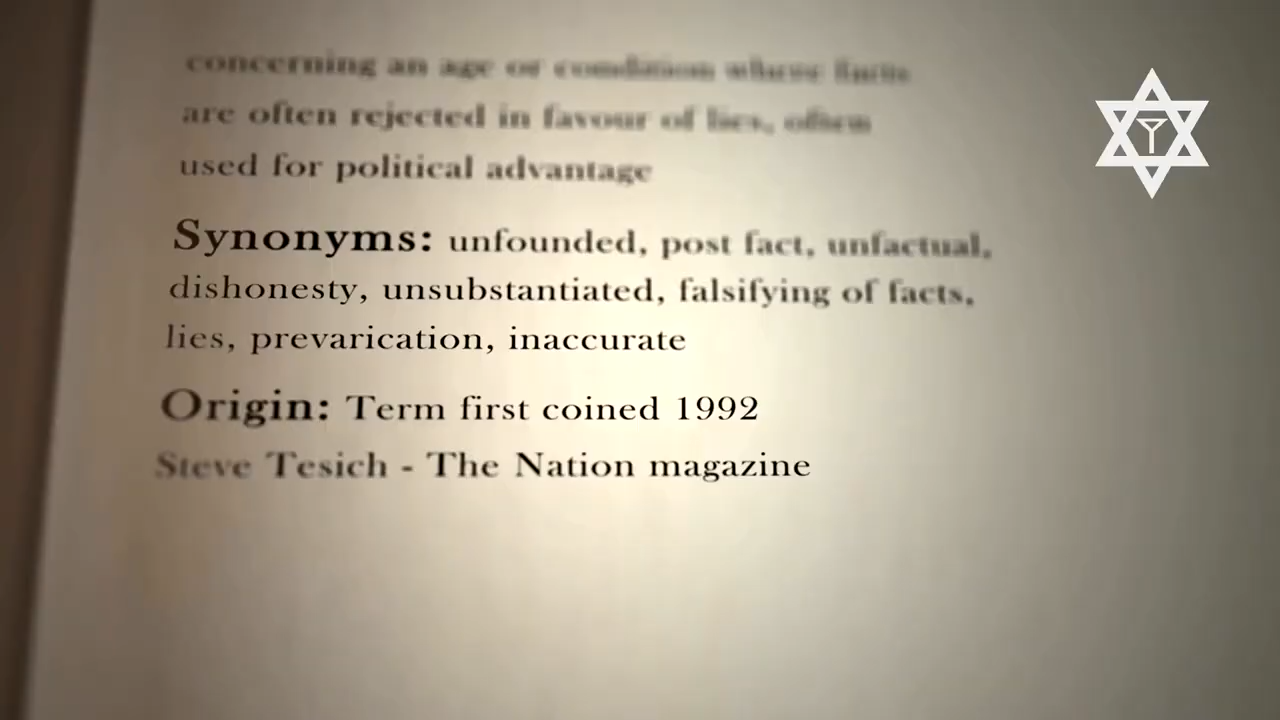 concerning an age or condition where facts
are often rejected in favour of lies, often
used for political advantage
Synonyms: unfounded, post fact, unfactual,
dishonesty, unsubstantiated, falsifying of facts,
lies, prevarication, inaccurate
Origin: Term first coined 1992
Steve Tesich - The Nation magazine